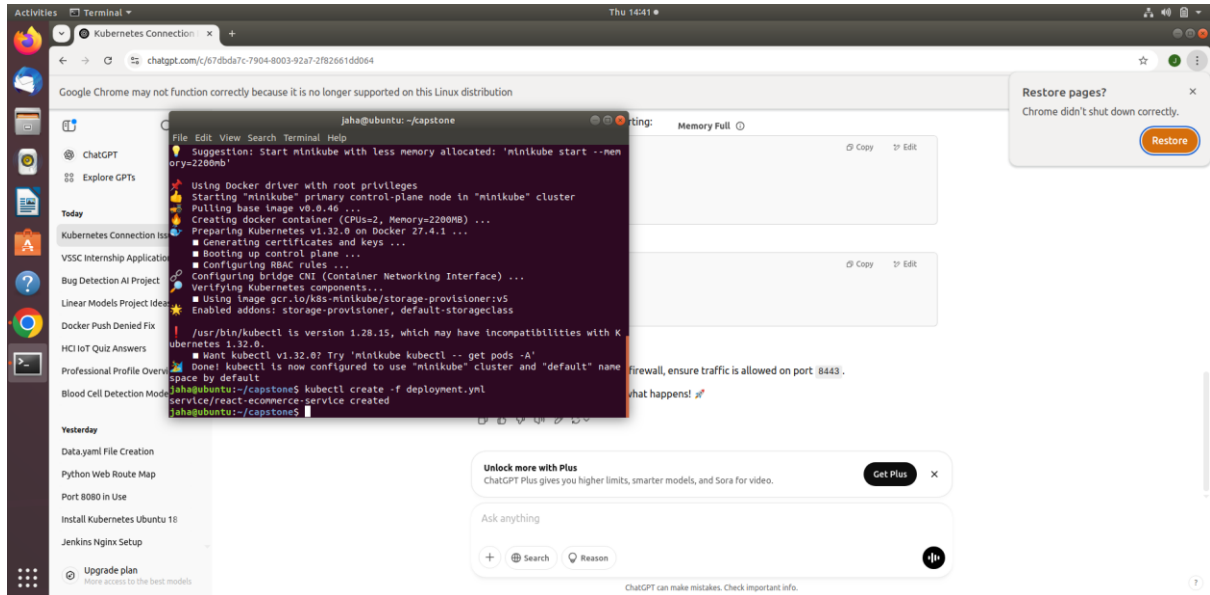 Activities
Terminal
Thu 14:41
Kubernetes Connection
chatgpt.com/c/67dbda7c-7904-8003-92a7-2f82661dd064
J
Google Chrome may not function correctly because it is no longer supported on this Linux distribution
Restore pages?
Chrome didn't shut down correctly.
Restore
ChatGPT
Explore GPTs
Today
Kubernetes Connection Iss
VSSC Internship Applicatio
Bug Detection AI Project
Linear Models Project Ideas
Docker Push Denied Fix
HCI IoT Quiz Answers
Professional Profile Overvi
Blood Cell Detection Mode
Yesterday
Data.yaml File Creation
Python Web Route Map
Port 8080 in Use
Install Kubernetes Ubuntu 18
Jenkins Nginx Setup
Upgrade plan
More access to the best models
jaha@ubuntu: ~/capstone
File Edit View Search Terminal Help
Suggestion: Start minikube with less memory allocated: 'minikube start --mem
ory=2200mb'
Using Docker driver with root privileges
Starting "minikube" primary control-plane node in "minikube" cluster
Pulling base image v0.0.46 ...
Creating docker container (CPUs=2, Memory=2200MB) ...
Preparing Kubernetes v1.32.0 on Docker 27.4.1 ...
■ Generating certificates and keys ...
■ Booting up control plane ...
■ Configuring RBAC rules ...
Configuring bridge CNI (Container Networking Interface) ...
Verifying Kubernetes components...
■ Using image gcr.io/k8s-minikube/storage-provisioner:v5
Enabled addons: storage-provisioner, default-storageclass
/usr/bin/kubectl is version 1.28.15, which may have incompatibilities with K
ubernetes 1.32.0.
■ Want kubectl v1.32.0? Try 'minikube kubectl -- get pods -A'
Done! kubectl is now configured to use "minikube" cluster and "default" name
space by default
jaha@ubuntu:~/capstone$ kubectl create -f deployment.yml
service/react-ecommerce-service created
jaha@ubuntu:~/capstone$
rting:
Memory Full
Copy Edit
Copy Edit
firewall, ensure traffic is allowed on port 8443.
what happens! 🚀
Unlock more with Plus
ChatGPT Plus gives you higher limits, smarter models, and Sora for video.
Get Plus
Ask anything
Search
Reason
ChatGPT can make mistakes. Check important info.
?